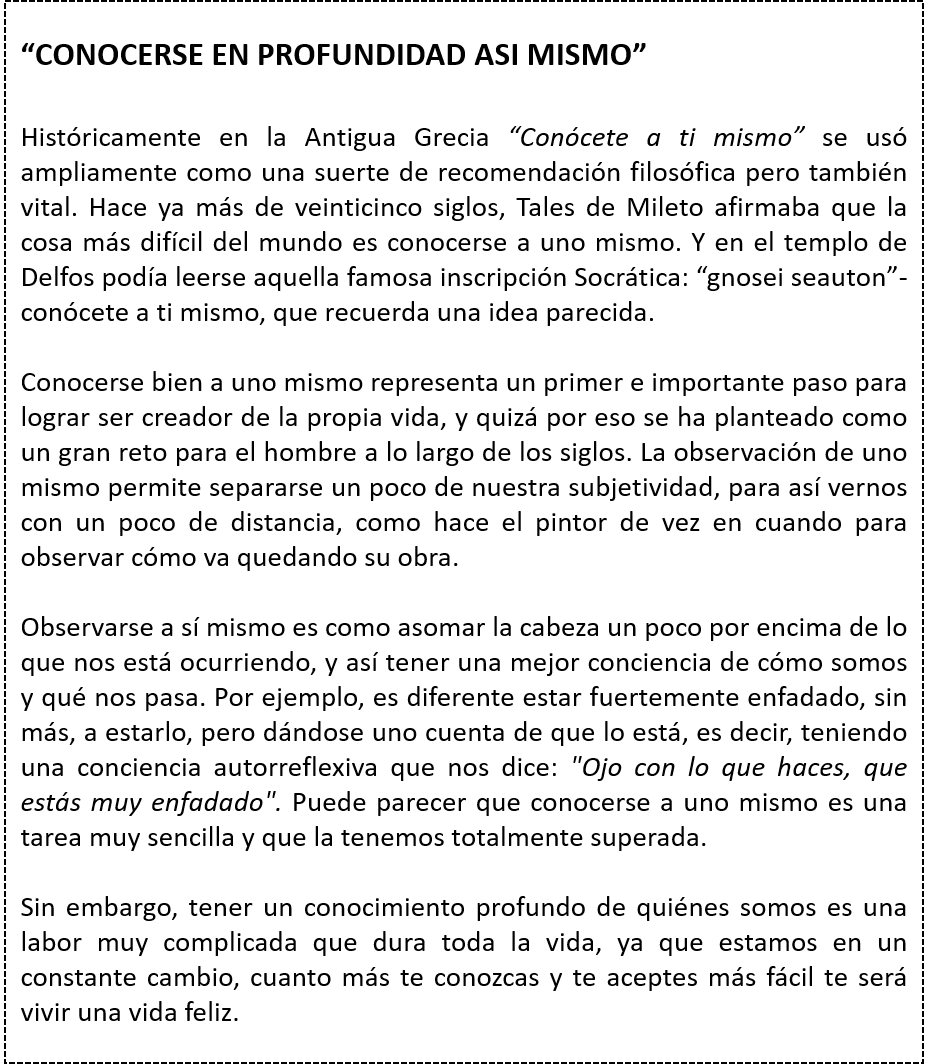 “CONOCERSE EN PROFUNDIDAD ASI MISMO”
Históricamente en la Antigua Grecia “Conócete a ti mismo” se usó
ampliamente como una suerte de recomendación filosófica pero también
vital. Hace ya más de veinticinco siglos, Tales de Mileto afirmaba que la
cosa más difícil del mundo es conocerse a uno mismo. Y en el templo de
Delfos podía leerse aquella famosa inscripción Socrática: “gnosei seauton”-
conócete a ti mismo, que recuerda una idea parecida.
Conocerse bien a uno mismo representa un primer e importante paso para
lograr ser creador de la propia vida, y quizá por eso se ha planteado como
un gran reto para el hombre a lo largo de los siglos. La observación de uno
mismo permite separarse un poco de nuestra subjetividad, para así vernos
con un poco de distancia, como hace el pintor de vez en cuando para
observar cómo va quedando su obra.
Observarse a sí mismo es como asomar la cabeza un poco por encima de lo
que nos está ocurriendo, y así tener una mejor conciencia de cómo somos
y qué nos pasa. Por ejemplo, es diferente estar fuertemente enfadado, sin
más, a estarlo, pero dándose uno cuenta de que lo está, es decir, teniendo
una conciencia autorreflexiva que nos dice: "Ojo con lo que haces, que
estás muy enfadado". Puede parecer que conocerse a uno mismo es una
tarea muy sencilla y que la tenemos totalmente superada.
Sin embargo, tener un conocimiento profundo de quiénes somos es una
labor muy complicada que dura toda la vida, ya que estamos en un
constante cambio, cuanto más te conozcas y te aceptes más fácil te será
vivir una vida feliz.